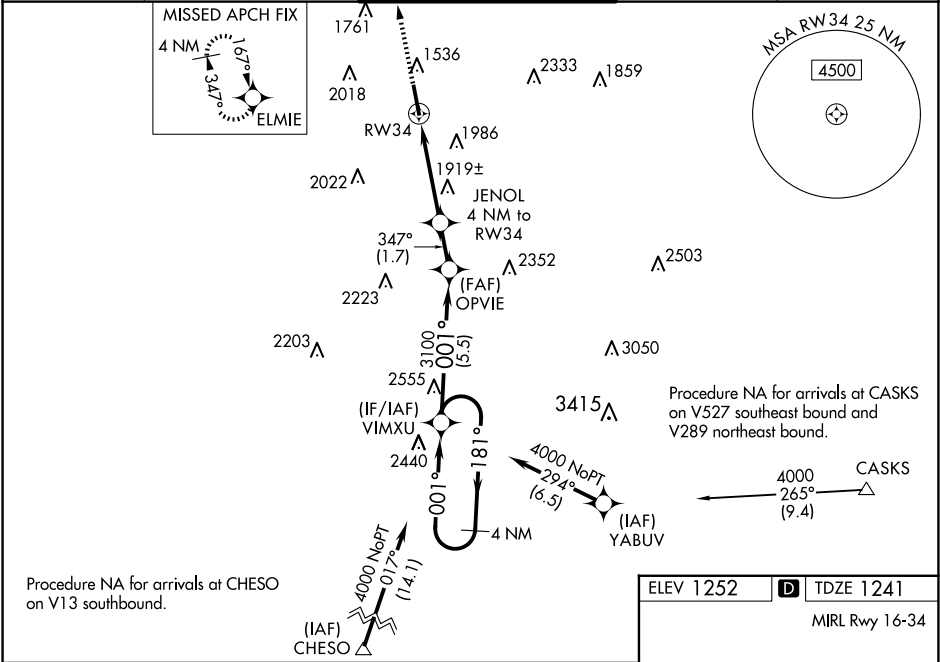 MISSED APCH FIX
4 NM
167°
347°
ELMIE
1761
1536
2018
2333
1859
MSA RW34 25 NM
4500
RW34
1986
1919±
2022
JENOL
4 NM to
RW34
347°
(1.7)
2352
2503
(FAF)
OPVIE
2223
3100
001°
(5.5)
2203
3050
2555
(IF/IAF)
VIMXU
3415
Procedure NA for arrivals at CASKS
on V527 southeast bound and
V289 northeast bound.
2440
181°
001°
4000 NoPT
294°
(6.5)
4000
265°
(9.4)
CASKS
4 NM
(IAF)
YABUV
4000 NoPT
017°
(14.1)
Procedure NA for arrivals at CHESO
on V13 southbound.
(IAF)
CHESO
ELEV 1252
D
TDZE 1241
MIRL Rwy 16-34